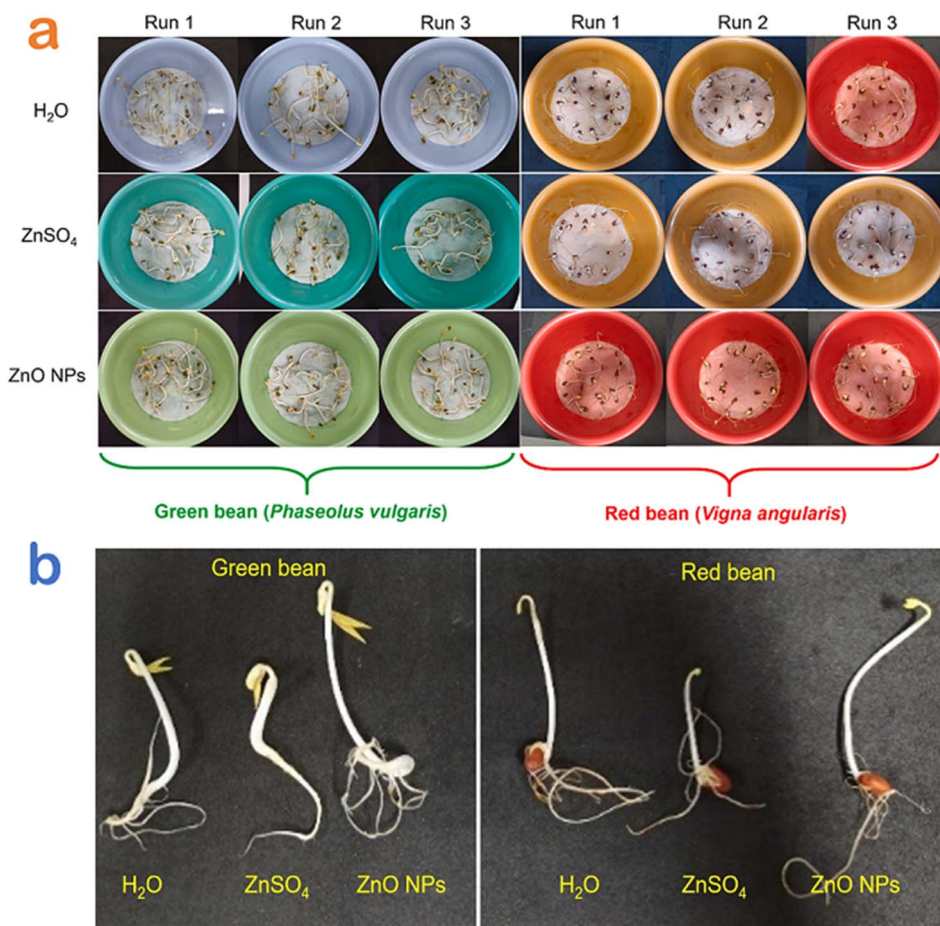 a
Run 1 Run 2 Run 3 Run 1 Run 2 Run 3
H₂O
ZnSO₄
ZnO NPs
Green bean (Phaseolus vulgaris) Red bean (Vigna angularis)
b
Green bean Red bean
H₂O ZnSO₄ ZnO NPs H₂O ZnSO₄ ZnO NPs